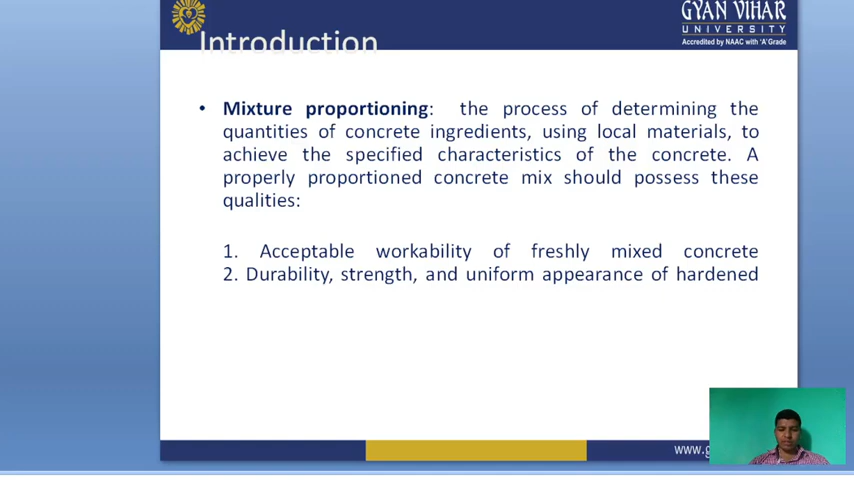 GYAN VIHAR
UNIVERSITY
Accredited by NAAC with 'A' Grade
Introduction
• Mixture proportioning: the process of determining the
quantities of concrete ingredients, using local materials, to
achieve the specified characteristics of the concrete. A
properly proportioned concrete mix should possess these
qualities:
1. Acceptable workability of freshly mixed concrete
2. Durability, strength, and uniform appearance of hardened
www.g